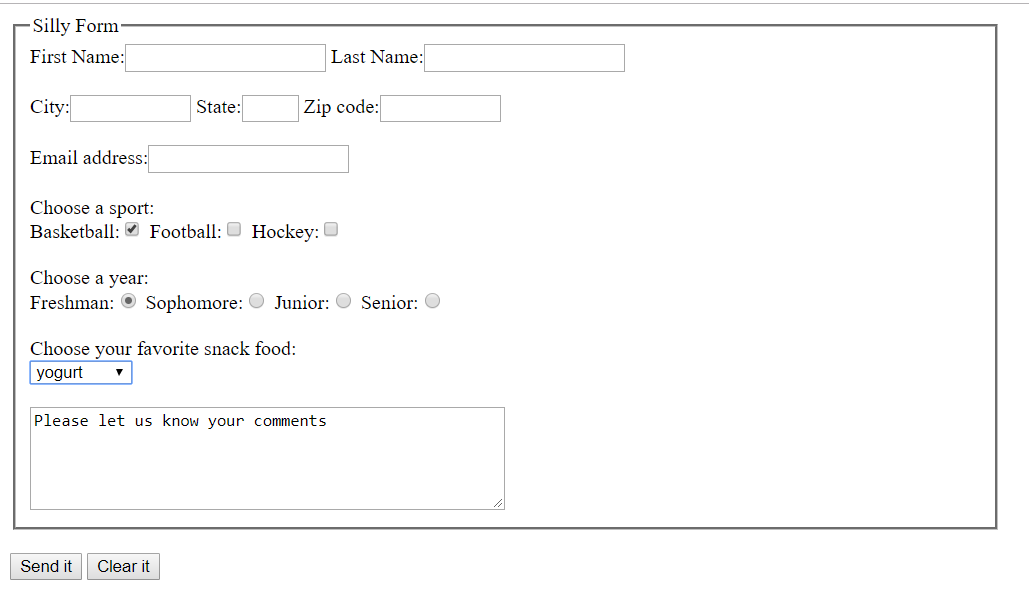 Silly Form
First Name: Last Name:
City: State: Zip code:
Email address:
Choose a sport:
Basketball: Football: Hockey:
Choose a year:
Freshman: Sophomore: Junior: Senior:
Choose your favorite snack food:
yogurt
Please let us know your comments
Send it Clear it